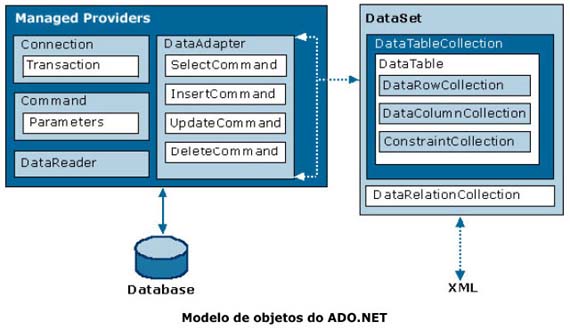 Managed Providers
Connection
Transaction
Command
Parameters
DataReader
DataAdapter
SelectCommand
InsertCommand
UpdateCommand
DeleteCommand
DataSet
DataTableCollection
DataTable
DataRowCollection
DataColumnCollection
ConstraintCollection
DataRelationCollection
Database
XML
Modelo de objetos do ADO.NET